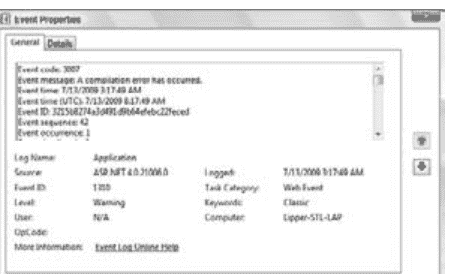 Event Properties
General Details
Event code: 3007
Event message: A compilation error has occurred.
Event time: 7/13/2009 3:17:49 AM
Event time (UTC): 7/13/2009 8:17:49 AM
Event ID:
Event sequence: 42
Event occurrence: 1
Log Name: Application
Source: ASP.NET 4.0.21006.0 Logged: 7/13/2009 3:17:49 AM
Event ID: 1310 Task Category: Web Event
Level: Warning Keywords: Classic
User: N/A Computer: Lipper-STL-LAP
OpCode:
More Information: Event Log Online Help